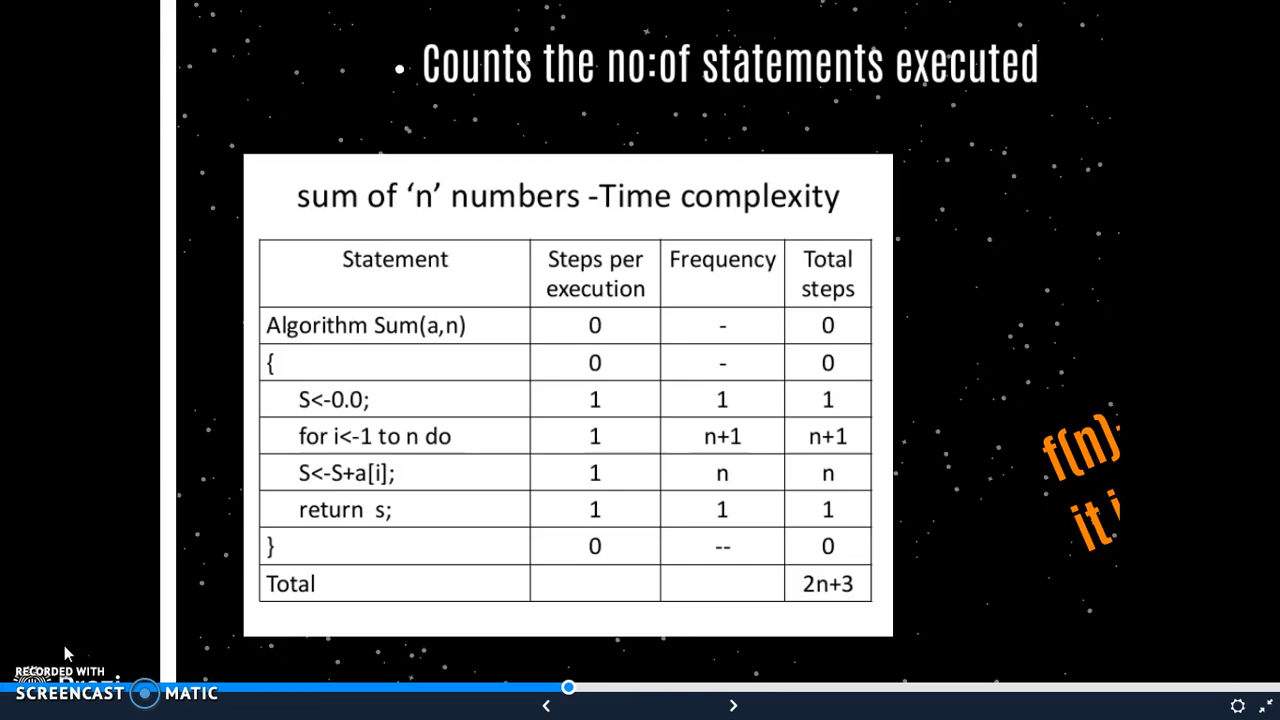 • Counts the no:of statements executed
sum of ‘n’ numbers -Time complexity
Statement Steps per execution Frequency Total steps
Algorithm Sum(a,n) 0 - 0
{ 0 - 0
S<-0.0; 1 1 1
for i<-1 to n do 1 n+1 n+1
S<-S+a[i]; 1 n n
return s; 1 1 1
} 0 -- 0
Total 2n+3
f(n)
it i
RECORDED WITH
SCREENCAST MATIC